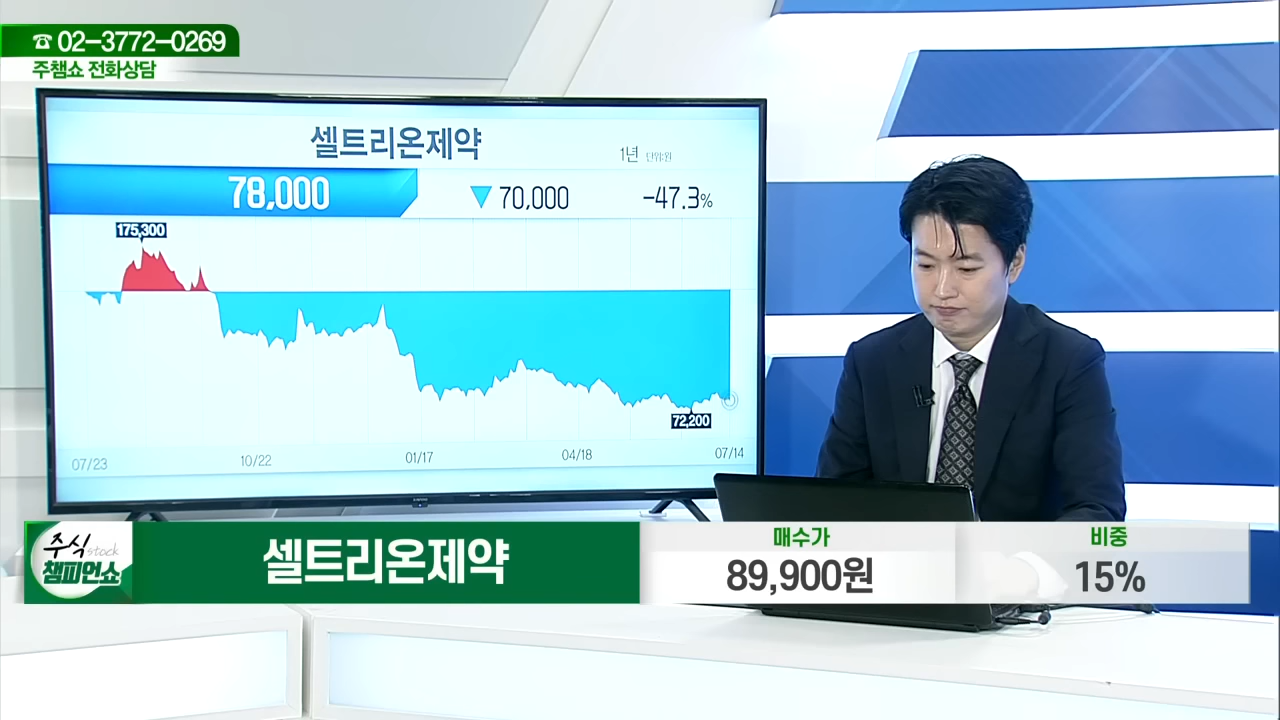 ☎ 02-3772-0269
주챔쇼 전화상담
셀트리온제약
1년 단위:원
78,000
▼ 70,000
-47.3%
175,300
72,200
07/23
10/22
01/17
04/18
07/14
주식 stock
챔피언쇼
셀트리온제약
매수가
89,900원
비중
15%